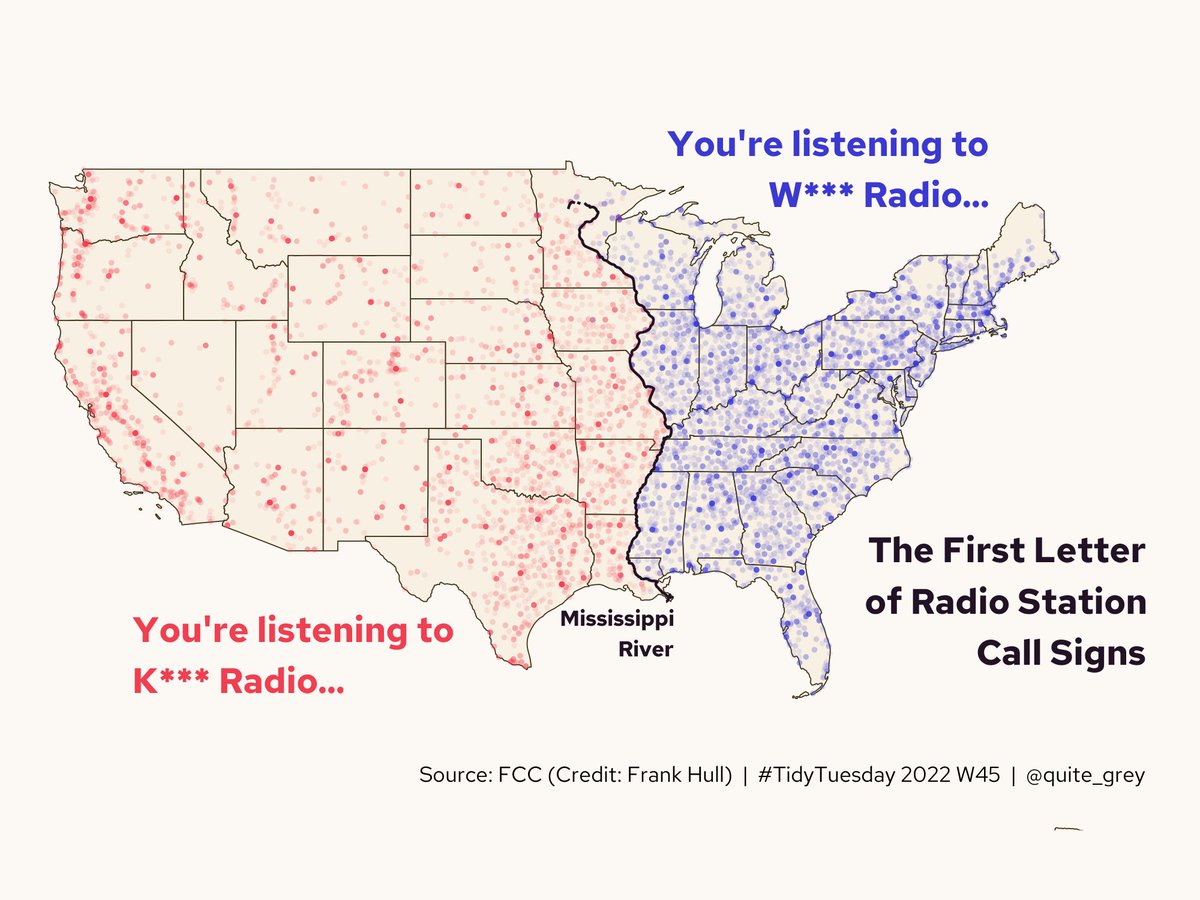 You're listening to
W*** Radio...
The First Letter
of Radio Station
Call Signs
Mississippi
River
You're listening to
K*** Radio...
Source: FCC (Credit: Frank Hull) | #TidyTuesday 2022 W45 | @quite_grey